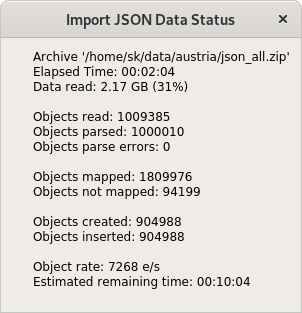 Import JSON Data Status
Archive '/home/sk/data/austria/json_all.zip'
Elapsed Time: 00:02:04
Data read: 2.17 GB (31%)
Objects read: 1009385
Objects parsed: 1000010
Objects parse errors: 0
Objects mapped: 1809976
Objects not mapped: 94199
Objects created: 904988
Objects inserted: 904988
Object rate: 7268 e/s
Estimated remaining time: 00:10:04